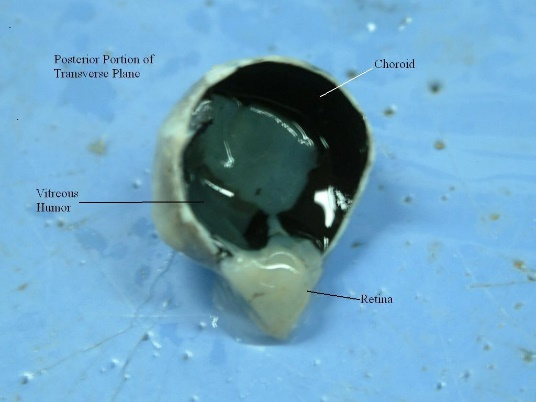 Posterior Portion of
Transverse Plane
Choroid
Vitreous
Humor
Retina